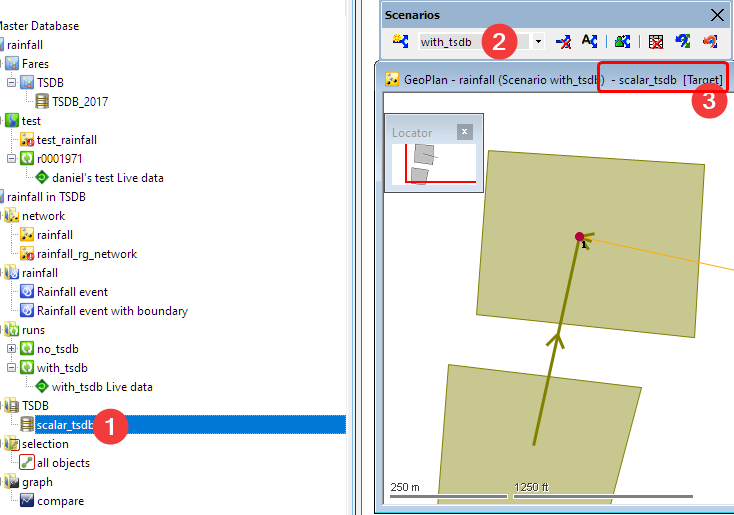 Master Database
rainfall
Fares
TSDB
TSDB_2017
test
test_rainfall
r0001971
daniel's test Live data
rainfall in TSDB
network
rainfall
rainfall_rg_network
rainfall
Rainfall event
Rainfall event with boundary
runs
no_tsdb
with_tsdb
with_tsdb Live data
TSDB
scalar_tsdb
1
selection
all objects
graph
compare
Scenarios
with_tsdb
2
GeoPlan - rainfall (Scenario with_tsdb) - scalar_tsdb [Target]
3
Locator
1
250 m
1250 ft